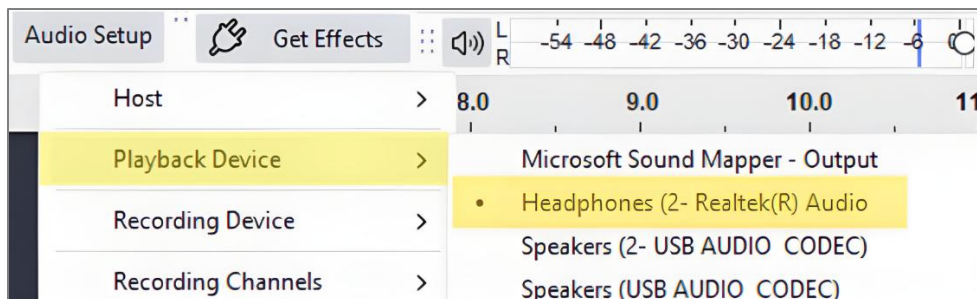 Audio Setup Get Effects L R -54 -48 -42 -36 -30 -24 -18 -12 -6 0
Host 8.0 9.0 10.0 11
Playback Device Microsoft Sound Mapper - Output
Headphones (2- Realtek(R) Audio
Recording Device
Speakers (2- USB AUDIO CODEC)
Recording Channels
Speakers (USB AUDIO CODEC)